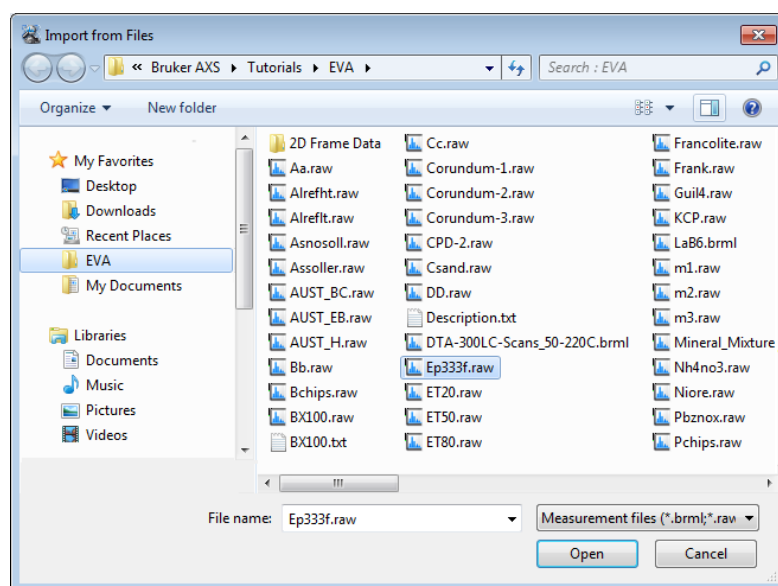 Import from Files
« Bruker AXS ▸ Tutorials ▸ EVA ▸
Search : EVA
Organize
New folder
My Favorites
Desktop
Downloads
Recent Places
EVA
My Documents
Libraries
Documents
Music
Pictures
Videos
2D Frame Data
Aa.raw
Alrefht.raw
Alreflt.raw
Asnosoll.raw
Assoller.raw
AUST_BC.raw
AUST_EB.raw
AUST_H.raw
Bb.raw
Bchips.raw
BX100.raw
BX100.txt
Cc.raw
Corundum-1.raw
Corundum-2.raw
Corundum-3.raw
CPD-2.raw
Csand.raw
DD.raw
Description.txt
DTA-300LC-Scans_50-220C.brml
Ep333f.raw
ET20.raw
ET50.raw
ET80.raw
Francolite.raw
Frank.raw
Guil4.raw
KCP.raw
LaB6.brml
m1.raw
m2.raw
m3.raw
Mineral_Mixture
Nh4no3.raw
Niore.raw
Pbznox.raw
Pchips.raw
File name: Ep333f.raw
Measurement files (*.brml;*.raw
Open
Cancel